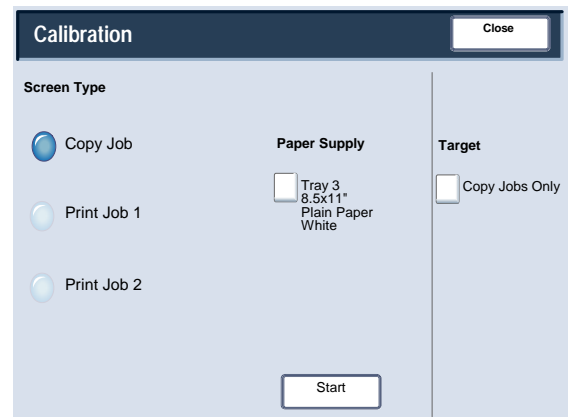 Calibration
Close
Screen Type
Copy Job
Print Job 1
Print Job 2
Paper Supply
Tray 3
8.5x11"
Plain Paper
White
Target
Copy Jobs Only
Start